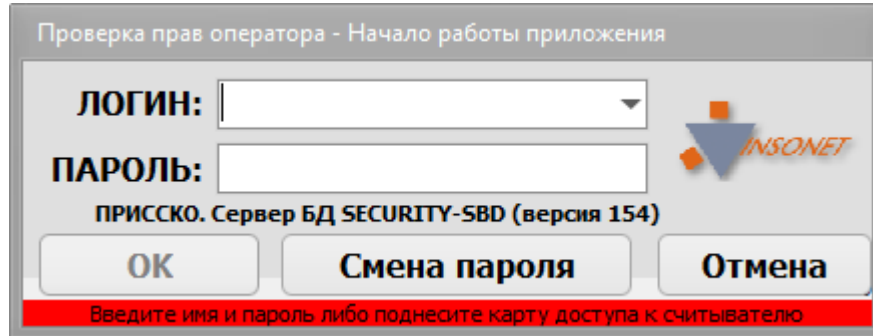 Проверка прав оператора - Начало работы приложения
ЛОГИН:
INSONET
ПАРОЛЬ:
ПРИССКО. Сервер БД SECURITY-SBD (версия 154)
OK Смена пароля Отмена
Введите имя и пароль либо поднесите карту доступа к считывателю